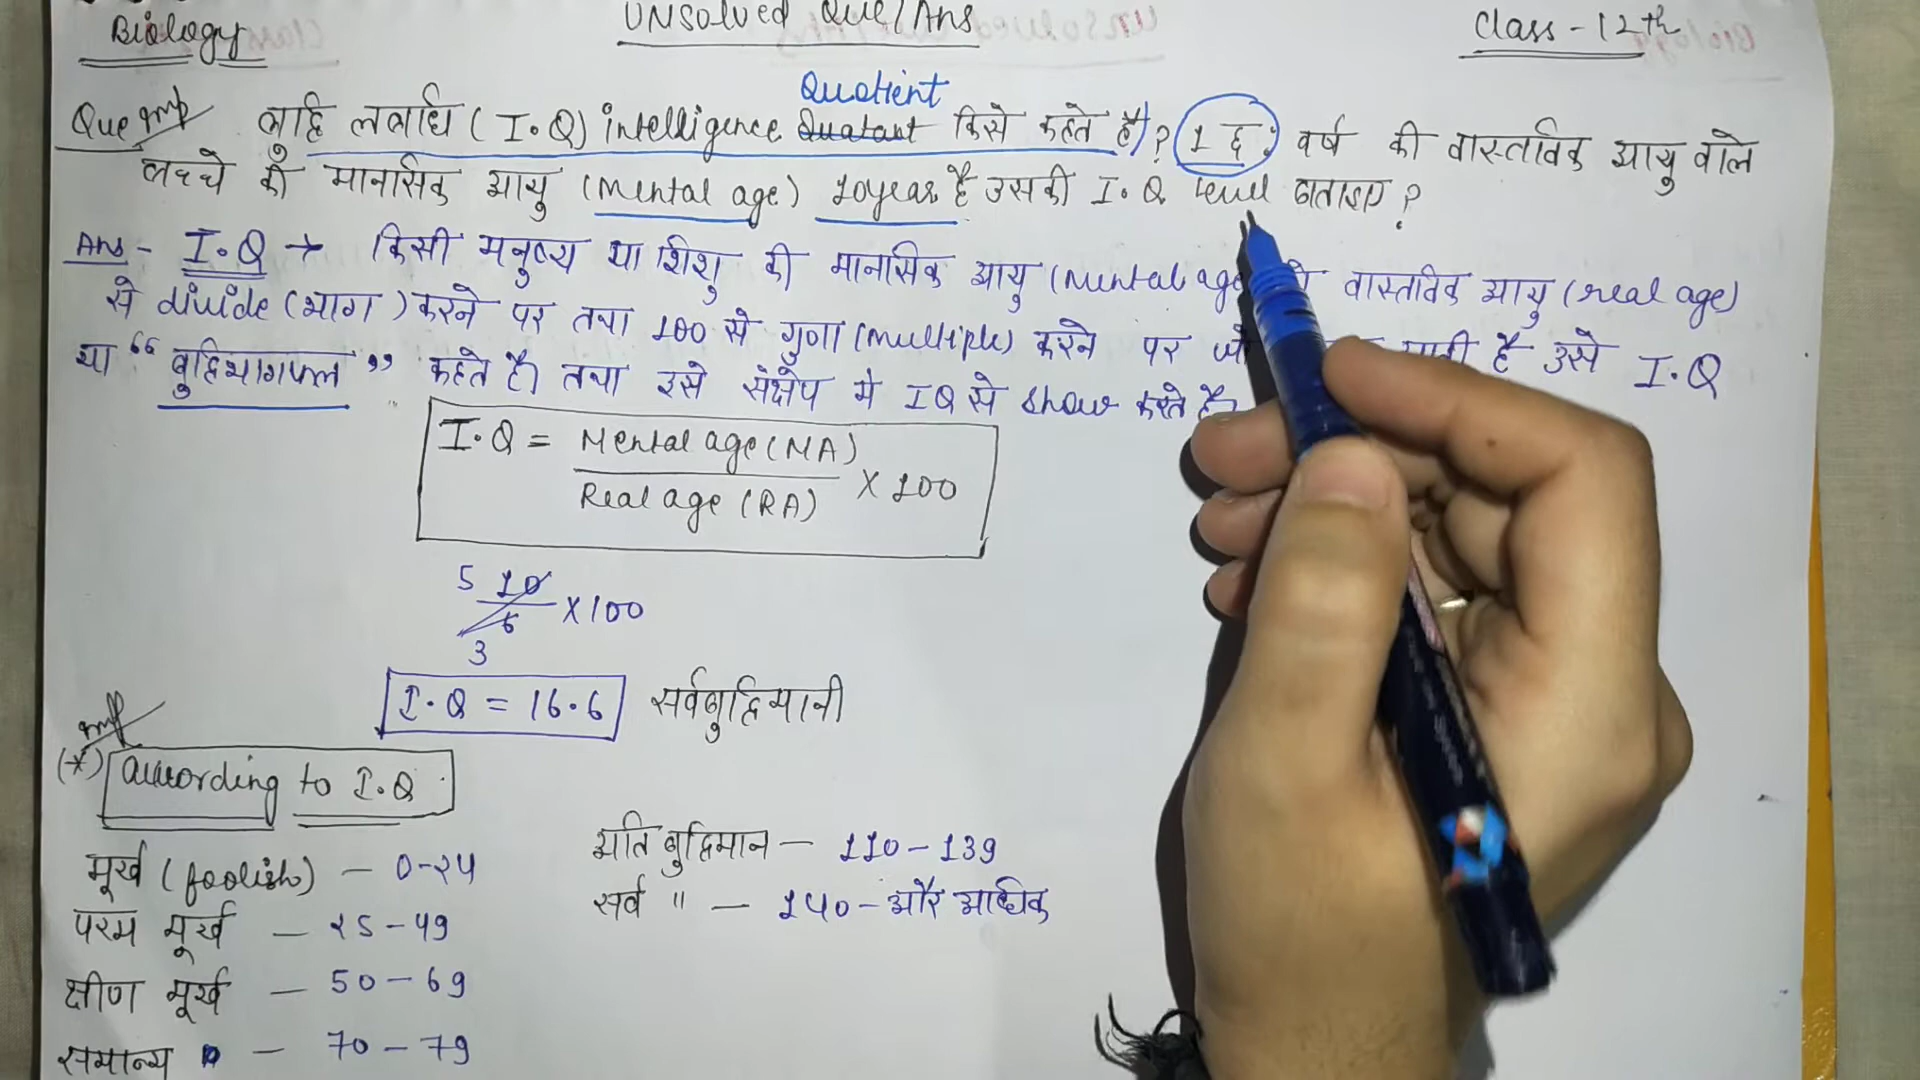 Biology
UNSolved Que/Ans
Class - 12th
Quotient
Que imp बुद्धि लब्धि (I.Q) intelligence किसे कहते है? 1 छ: वर्ष की वास्तविक आयु वाले
बच्चे की मानसिक आयु (mental age) 10year है उसकी I.Q level बताइए ?
Ans - I.Q → किसी मनुष्य या शिशु की मानसिक आयु (Mental age वास्तविक आयु (real age)
से divide (भाग) करने पर तथा 100 से गुणा (multiple) करने पर जो है उसे I.Q
या “ बुद्धिभागफल ” कहते है। तथा इसे संक्षेप मे IQ से show करते है।
I.Q = Mental age (MA)
Real age (RA)
X 100
5 10
6 X 100
3
I.Q = 16.6 सर्वबुद्धिमानी
imp
(*) according to I.Q
मूर्ख (foolish) – 0-24
परम मूर्ख – 25-49
क्षीण मूर्ख – 50-69
समान्य – 70-79
अति बुद्धिमान – 110-139
सर्व " – 140-और अधिक